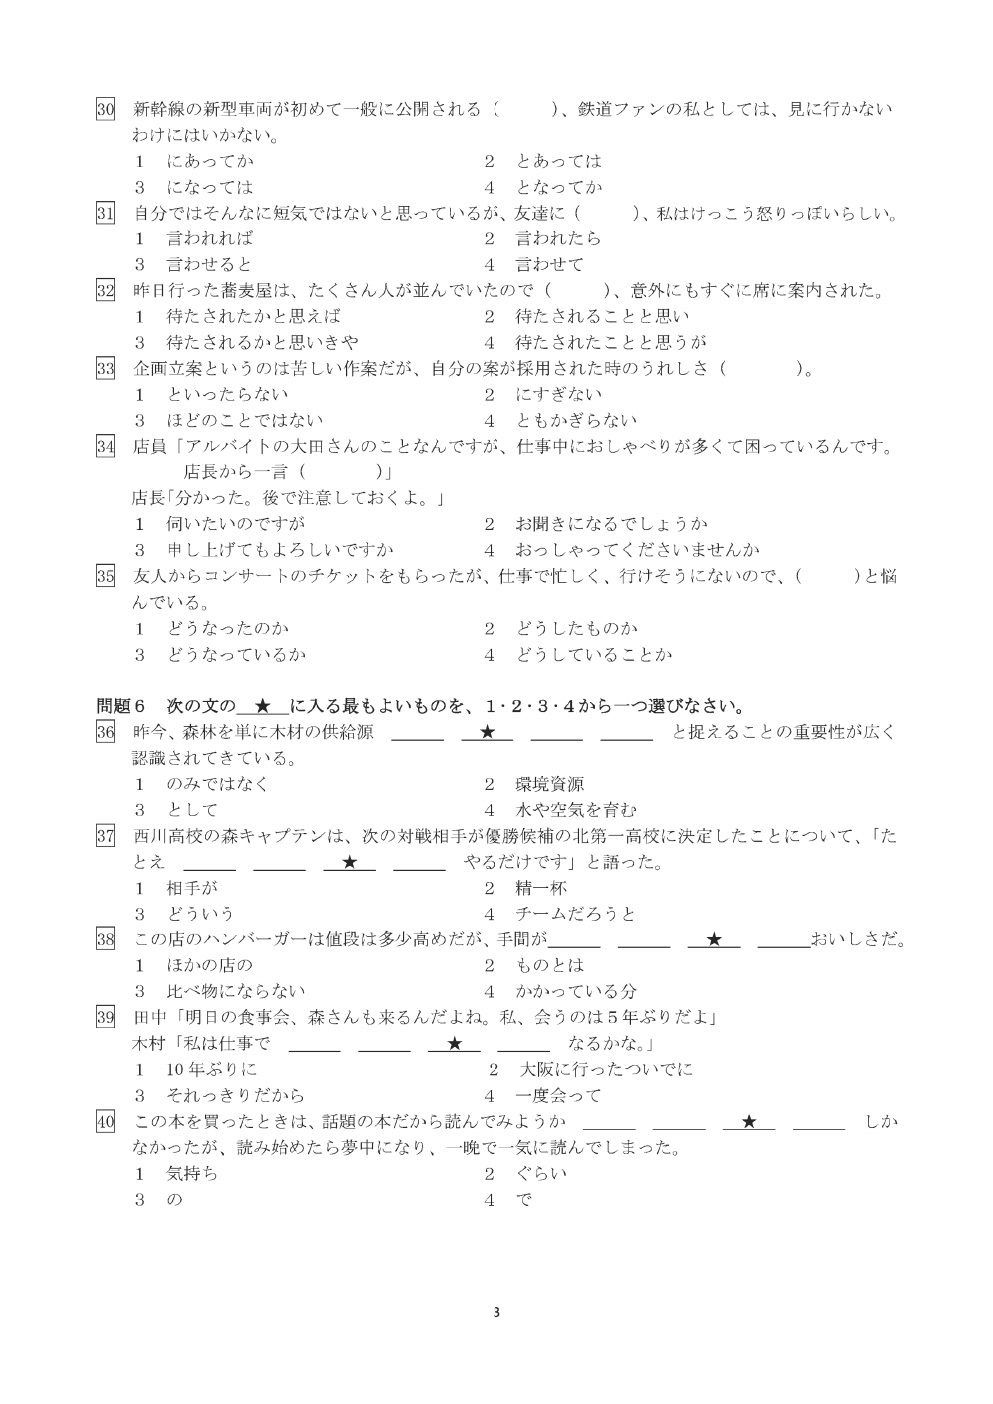 30 新幹線の新型車両が初めて一般に公開される（　　　）、鉄道ファンの私としては、見に行かない
わけにはいかない。
1 にあってか　2 とあっては
3 になっては　4 となってか
31 自分ではそんなに短気ではないと思っているが、友達に（　　　）、私はけっこう怒りっぽいらしい。
1 言われれば　2 言われたら
3 言わせると　4 言わせて
32 昨日行った蕎麦屋は、たくさん人が並んでいたので（　　　）、意外にもすぐに席に案内された。
1 待たされたかと思えば　2 待たされることと思い
3 待たされるかと思いきや　4 待たされたことと思うが
33 企画立案というのは苦しい作案だが、自分の案が採用された時のうれしさ（　　　　）。
1 といったらない　2 にすぎない
3 ほどのことではない　4 ともかぎらない
34 店員「アルバイトの大田さんのことなんですが、仕事中におしゃべりが多くて困っているんです。
店長から一言（　　　　）」
店長「分かった。後で注意しておくよ。」
1 伺いたいのですが　2 お聞きになるでしょうか
3 申し上げてもよろしいですか　4 おっしゃってくださいませんか
35 友人からコンサートのチケットをもらったが、仕事で忙しく、行けそうにないので、（　　　）と悩
んでいる。
1 どうなったのか　2 どうしたものか
3 どうなっているか　4 どうしていることか
問題６　次の文の＿★＿に入る最もよいものを、１・２・３・４から一つ選びなさい。
36 昨今、森林を単に木材の供給源 ＿＿＿ ＿★＿ ＿＿＿ ＿＿＿ と捉えることの重要性が広く
認識されてきている。
1 のみではなく　2 環境資源
3 として　4 水や空気を育む
37 西川高校の森キャプテンは、次の対戦相手が優勝候補の北第一高校に決定したことについて、「た
とえ ＿＿＿ ＿＿＿ ＿★＿ ＿＿＿ やるだけです」と語った。
1 相手が　2 精一杯
3 どういう　4 チームだろうと
38 この店のハンバーガーは値段は多少高めだが、手間が＿＿＿ ＿＿＿ ＿★＿ ＿＿＿おいしさだ。
1 ほかの店の　2 ものとは
3 比べ物にならない　4 かかっている分
39 田中「明日の食事会、森さんも来るんだよね。私、会うのは５年ぶりだよ」
木村「私は仕事で ＿＿＿ ＿＿＿ ＿★＿ ＿＿＿ なるかな。」
1 10 年ぶりに　2 大阪に行ったついでに
3 それっきりだから　4 一度会って
40 この本を買ったときは、話題の本だから読んでみようか ＿＿＿ ＿＿＿ ＿★＿ ＿＿＿ しか
なかったが、読み始めたら夢中になり、一晩で一気に読んでしまった。
1 気持ち　2 ぐらい
3 の　4 で
3